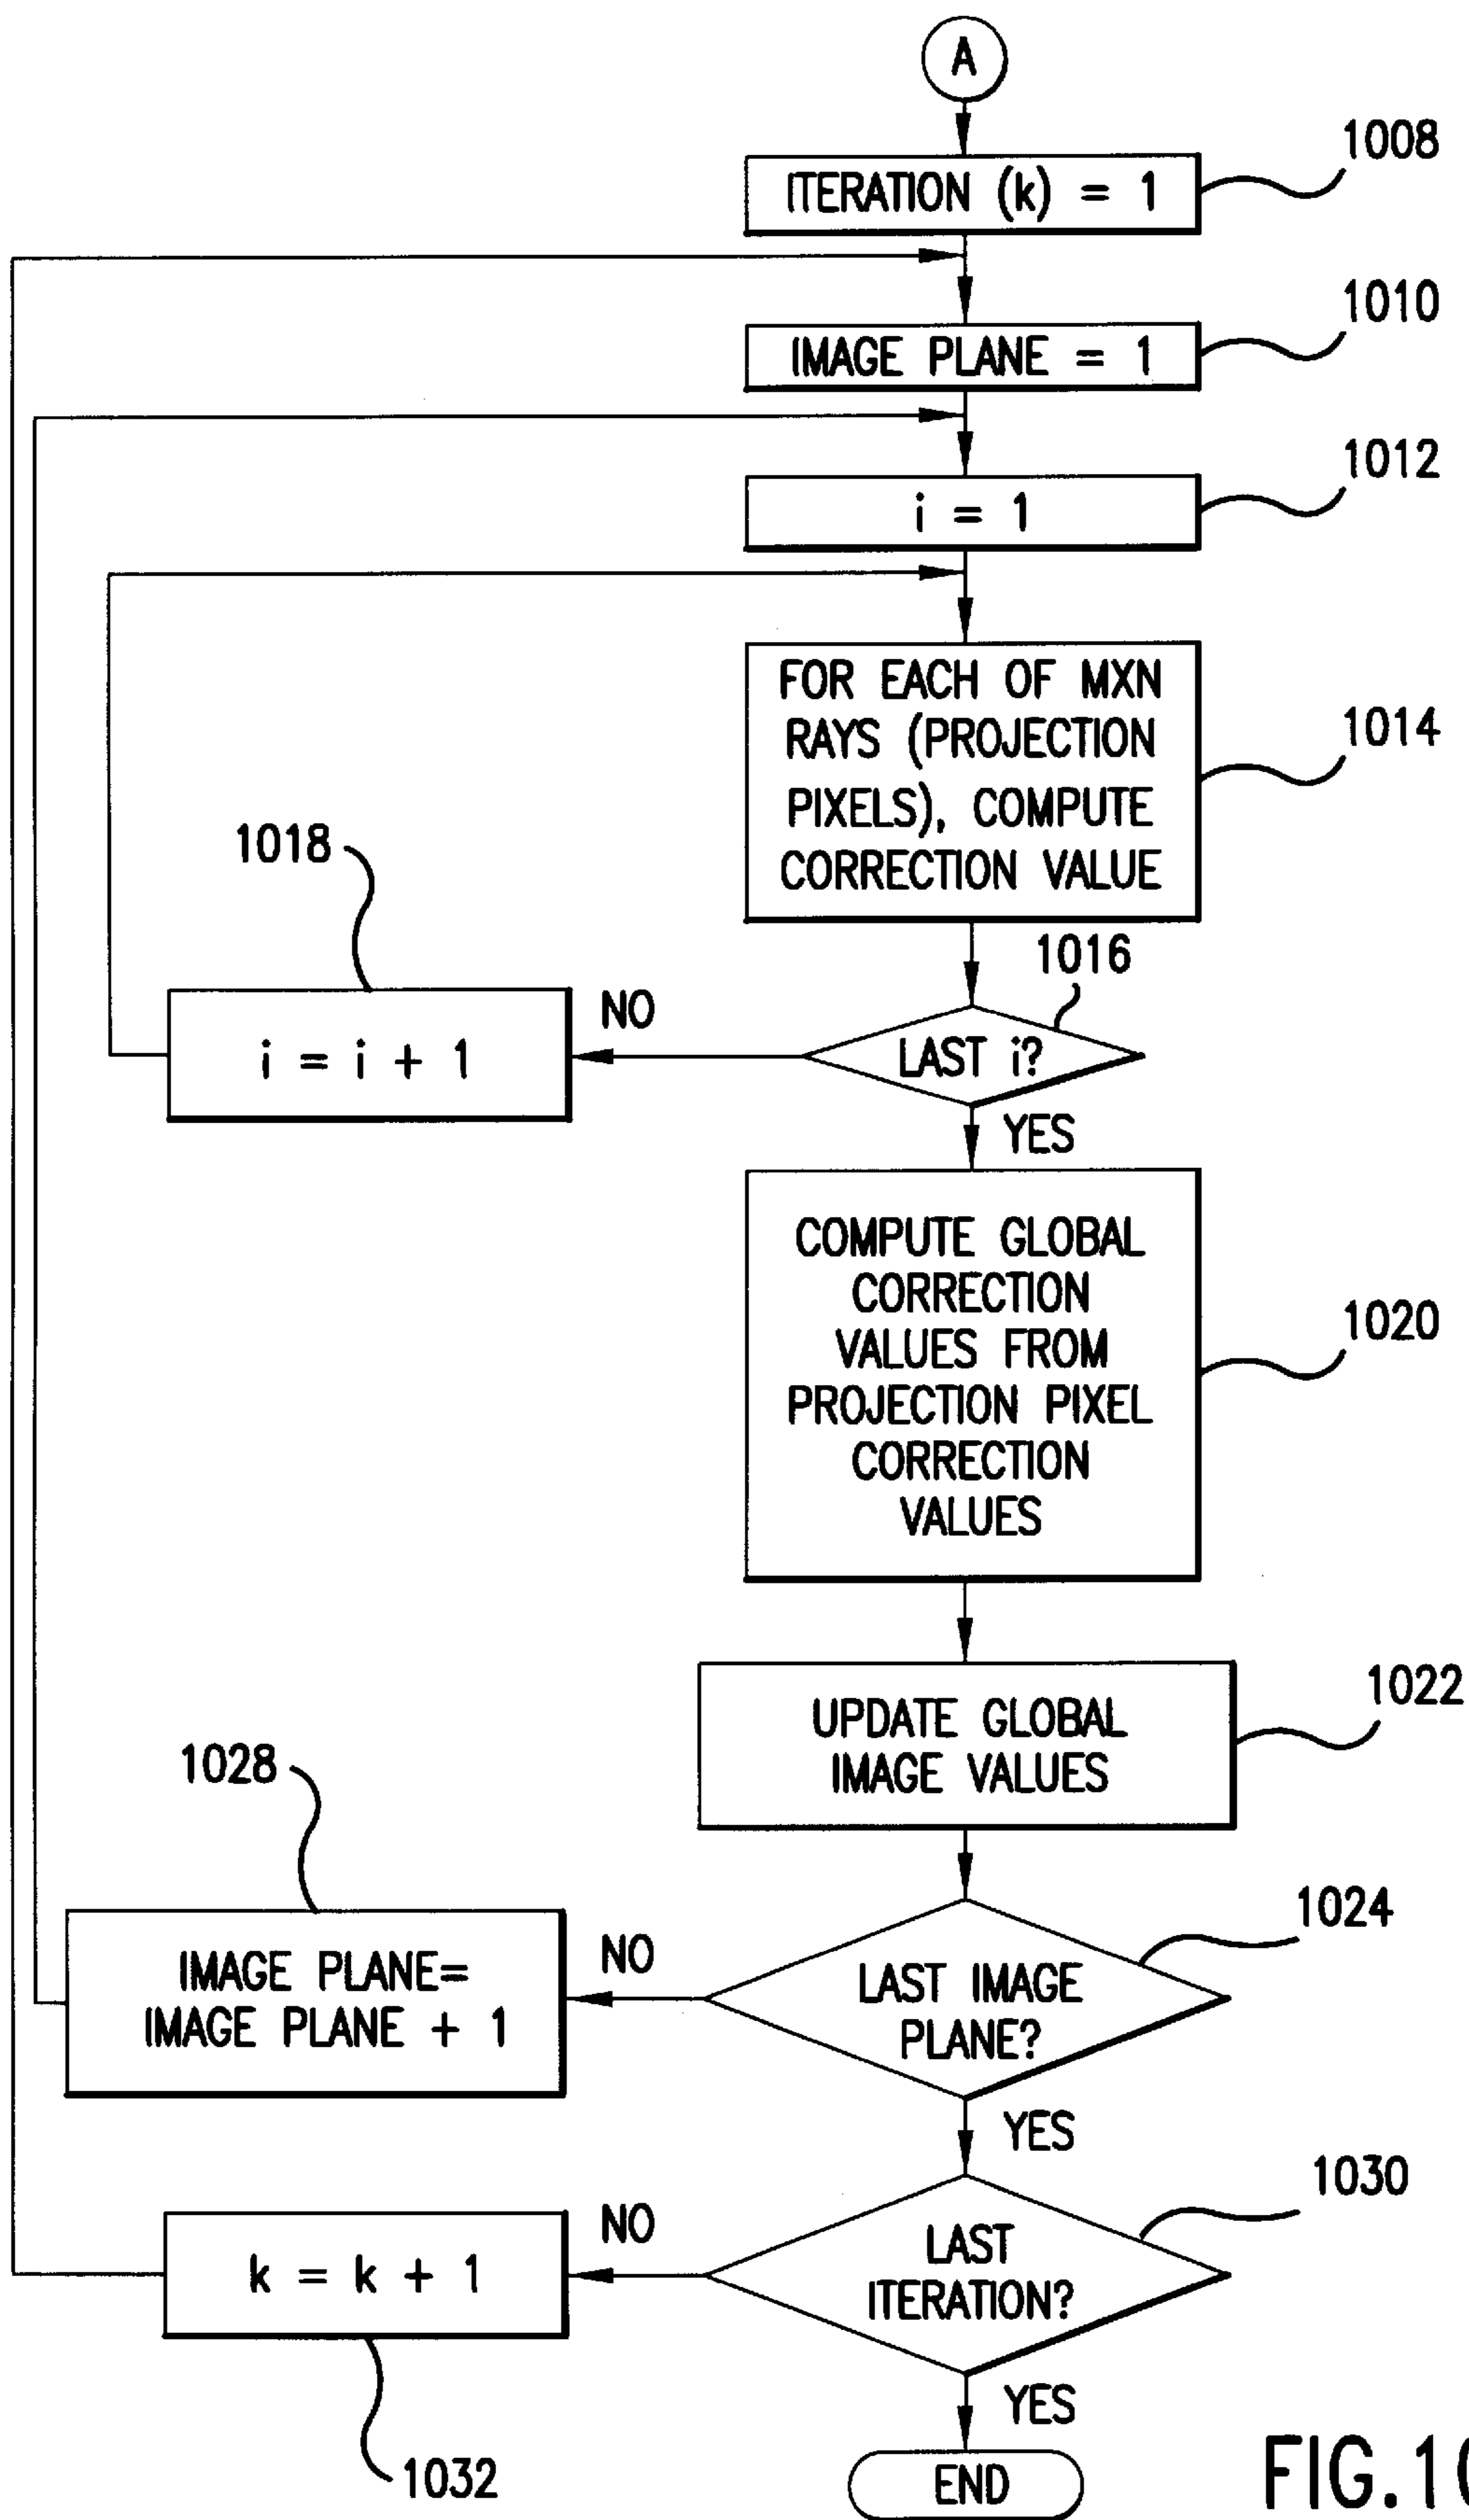 A
ITERATION (k) = 1
1008
IMAGE PLANE = 1
1010
i = 1
1012
FOR EACH OF MXN
RAYS (PROJECTION
PIXELS), COMPUTE
CORRECTION VALUE
1014
1016
LAST i?
NO
1018
i = i + 1
YES
COMPUTE GLOBAL
CORRECTION
VALUES FROM
PROJECTION PIXEL
CORRECTION
VALUES
1020
UPDATE GLOBAL
IMAGE VALUES
1022
1024
LAST IMAGE
PLANE?
NO
1028
IMAGE PLANE=
IMAGE PLANE + 1
YES
1030
LAST
ITERATION?
NO
k = k + 1
1032
YES
END